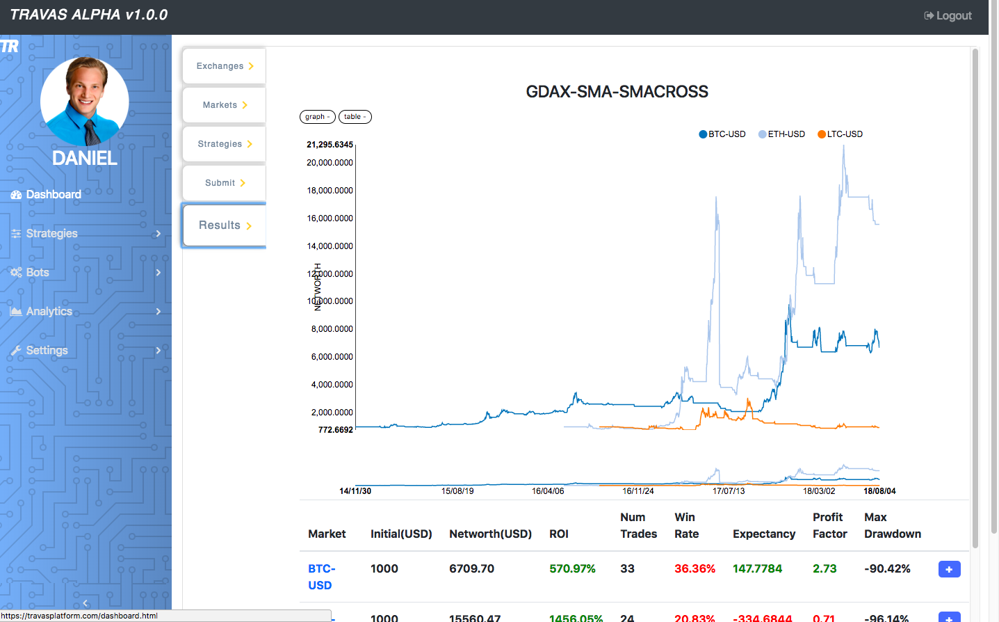 TRAVAS ALPHA v1.0.0
Logout
TR
DANIEL
Dashboard
Strategies
Bots
Analytics
Settings
https://travasplatform.com/dashboard.html
Exchanges
Markets
Strategies
Submit
Results
GDAX-SMA-SMACROSS
graph - table -
BTC-USD ETH-USD LTC-USD
21,295.6345
20,000.0000
18,000.0000
16,000.0000
14,000.0000
12,000.0000
10,000.0000
8,000.0000
6,000.0000
4,000.0000
2,000.0000
772.6692
NETWORTH
14/11/30 15/08/19 16/04/06 16/11/24 17/07/13 18/03/02 18/08/04
Market Initial(USD) Networth(USD) ROI Num Trades Win Rate Expectancy Profit Factor Max Drawdown
BTC-USD 1000 6709.70 570.97% 33 36.36% 147.7784 2.73 -90.42% +
1000 15560.47 1456.05% 24 20.83% -334.6844 0.71 -96.14% +